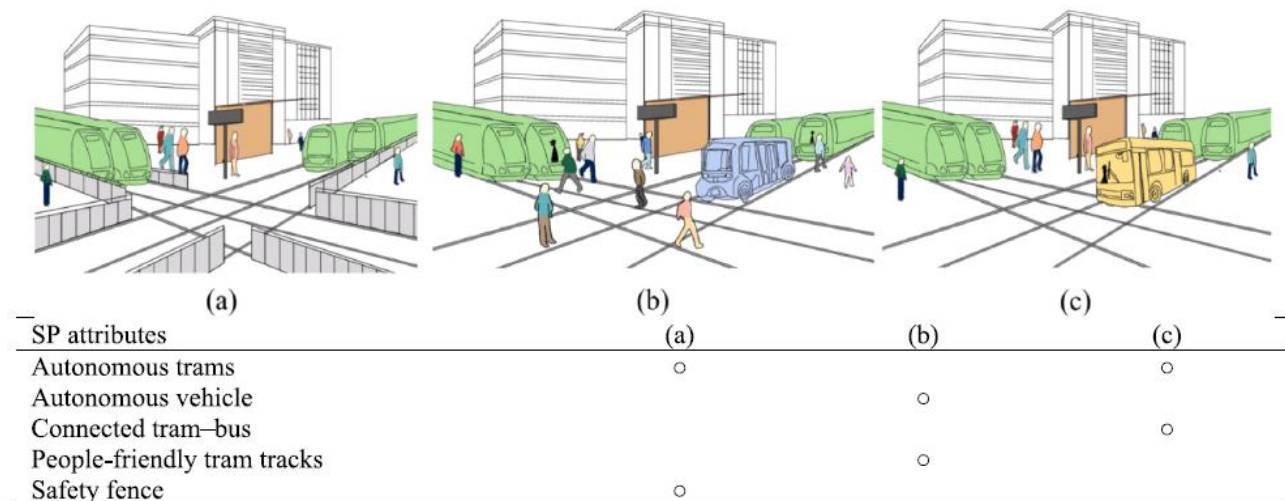 (a) (b) (c)
SP attributes (a) (b) (c)
Autonomous trams ○ ○
Autonomous vehicle ○
Connected tram–bus ○
People-friendly tram tracks ○
Safety fence ○